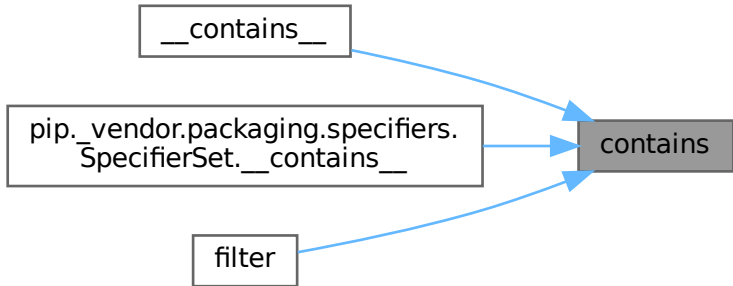 __contains__
pip._vendor.packaging.specifiers.
SpecifierSet.__contains__
contains
filter